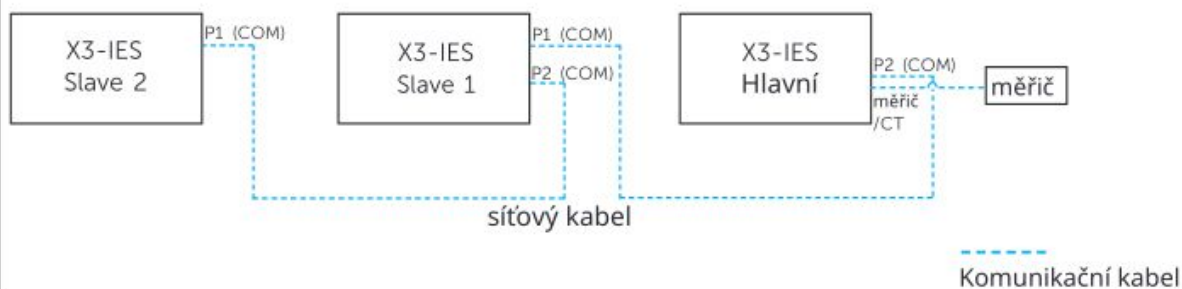 X3-IES
Slave 2
P1 (COM)
X3-IES
Slave 1
P1 (COM)
P2 (COM)
X3-IES
Hlavní
P2 (COM)
měřič
/CT
měřič
síťový kabel
Komunikační kabel